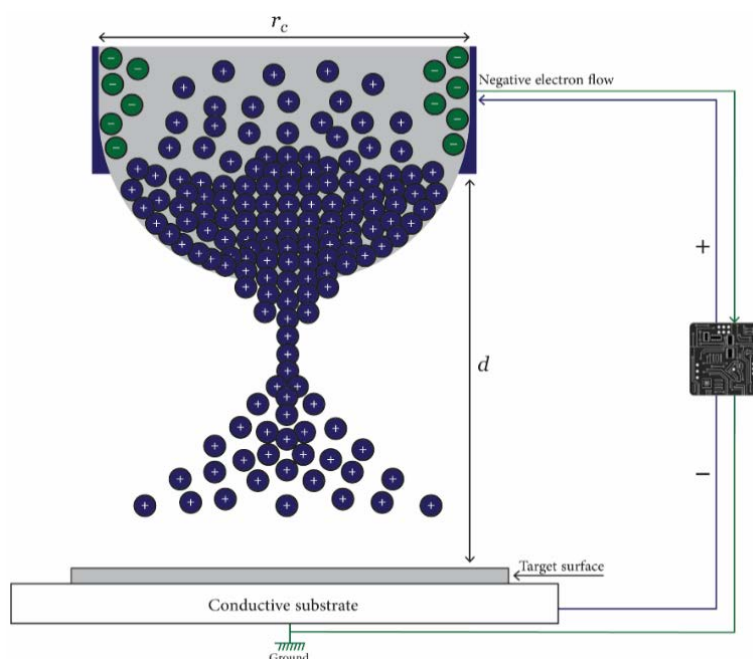 r_c
Negative electron flow
+
d
−
Target surface
Conductive substrate
Ground